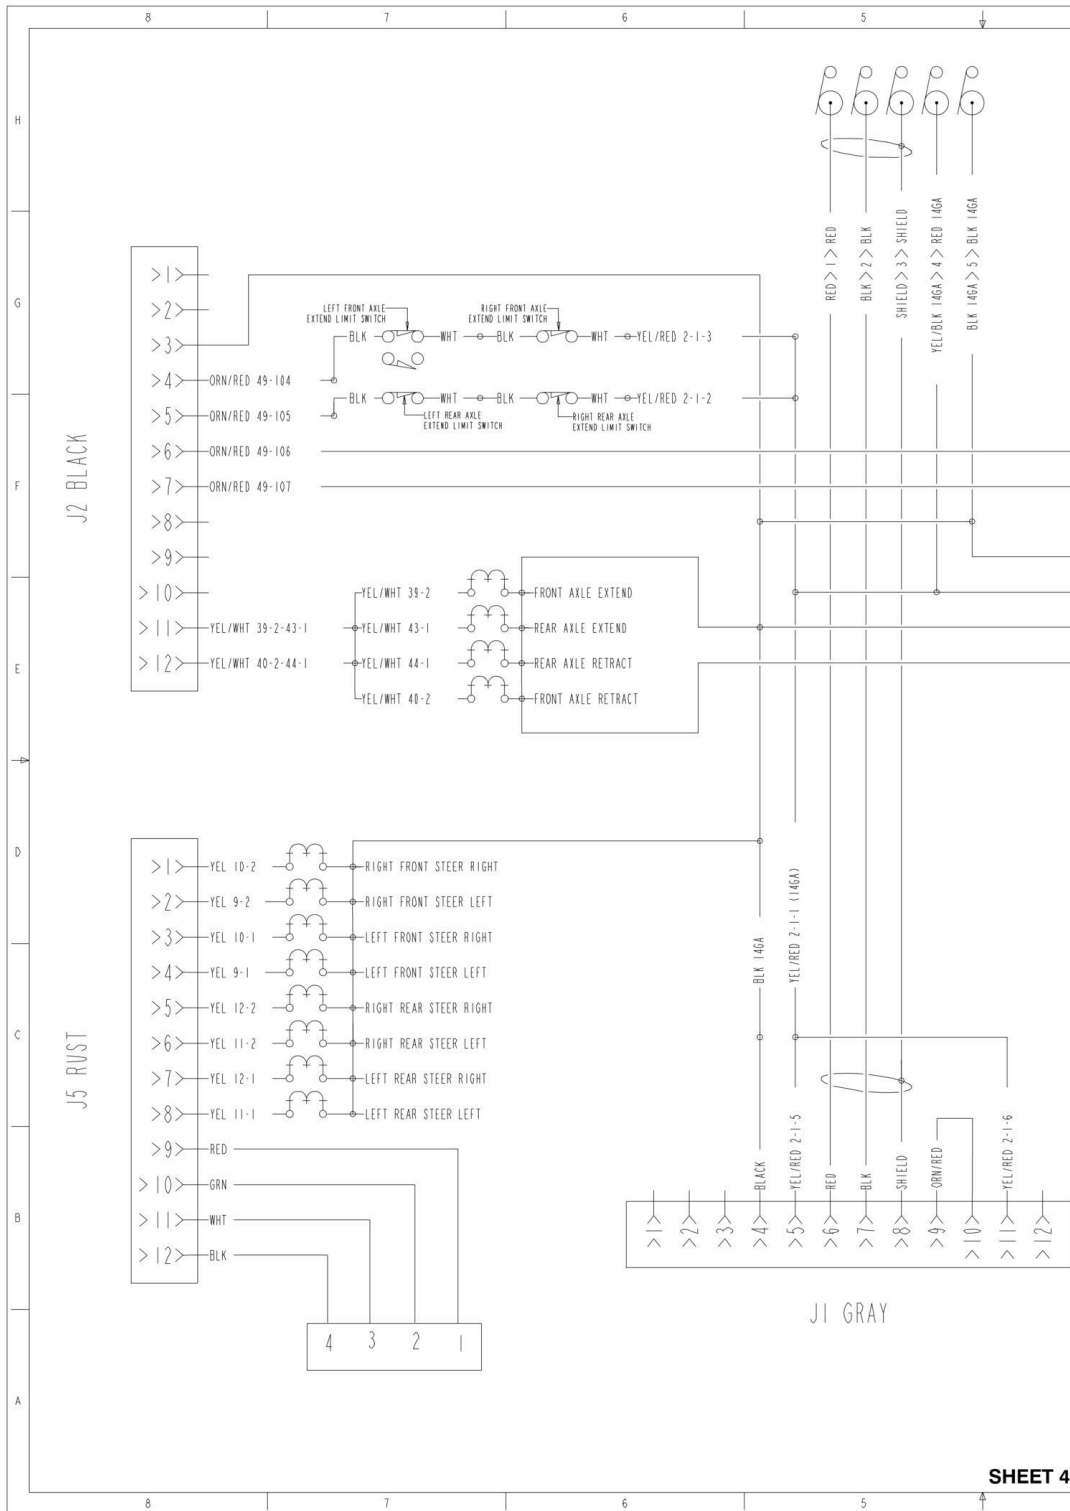 8 7 6 5
H
G
F
E
D
C
B
A
RED>1>RED
BLK>2>BLK
SHIELD>3>SHIELD
YEL/BLK 14GA>4>RED 14GA
BLK 14GA>5>BLK 14GA
J2 BLACK
>1>
>2>
>3>
>4> ORN/RED 49-104
>5> ORN/RED 49-105
>6> ORN/RED 49-106
>7> ORN/RED 49-107
>8>
>9>
>10>
>11> YEL/WHT 39-2-43-1
>12> YEL/WHT 40-2-44-1
LEFT FRONT AXLE
EXTEND LIMIT SWITCH
RIGHT FRONT AXLE
EXTEND LIMIT SWITCH
BLK WHT BLK WHT YEL/RED 2-1-3
BLK WHT BLK WHT YEL/RED 2-1-2
LEFT REAR AXLE
EXTEND LIMIT SWITCH
RIGHT REAR AXLE
EXTEND LIMIT SWITCH
YEL/WHT 39-2 FRONT AXLE EXTEND
YEL/WHT 43-1 REAR AXLE EXTEND
YEL/WHT 44-1 REAR AXLE RETRACT
YEL/WHT 40-2 FRONT AXLE RETRACT
J5 RUST
>1> YEL 10-2 RIGHT FRONT STEER RIGHT
>2> YEL 9-2 RIGHT FRONT STEER LEFT
>3> YEL 10-1 LEFT FRONT STEER RIGHT
>4> YEL 9-1 LEFT FRONT STEER LEFT
>5> YEL 12-2 RIGHT REAR STEER RIGHT
>6> YEL 11-2 RIGHT REAR STEER LEFT
>7> YEL 12-1 LEFT REAR STEER RIGHT
>8> YEL 11-1 LEFT REAR STEER LEFT
>9> RED
>10> GRN
>11> WHT
>12> BLK
4 3 2 1
BLK 14GA
YEL/RED 2-1-1 (14GA)
BLACK
YEL/RED 2-1-5
RED
BLK
SHIELD
ORN/RED
YEL/RED 2-1-6
>1>
>2>
>3>
>4>
>5>
>6>
>7>
>8>
>9>
>10>
>11>
>12>
J1 GRAY
SHEET 4
8 7 6 5